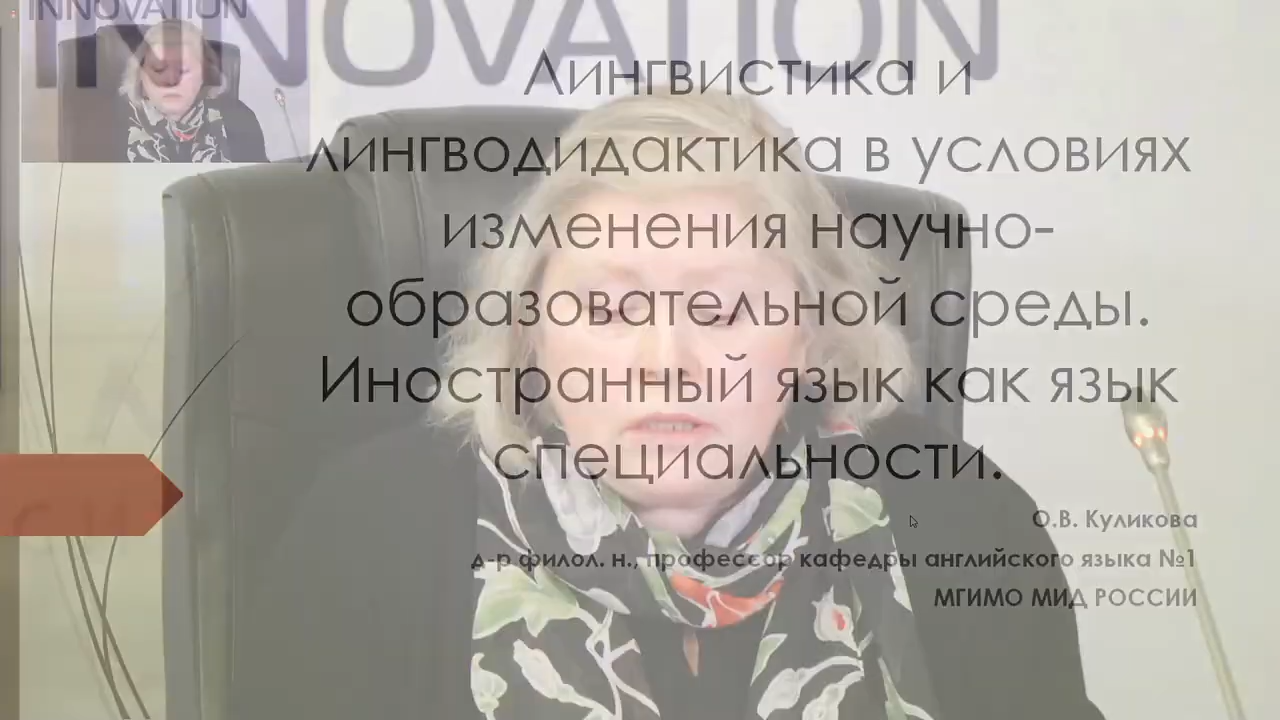 INNOVATION
INNOVATION
Лингвистика и
лингводидактика в условиях
изменения научно-
образовательной среды.
Иностранный язык как язык
специальности.
О.В. Куликова
д-р филол. н., профессор кафедры английского языка №1
МГИМО МИД РОССИИ